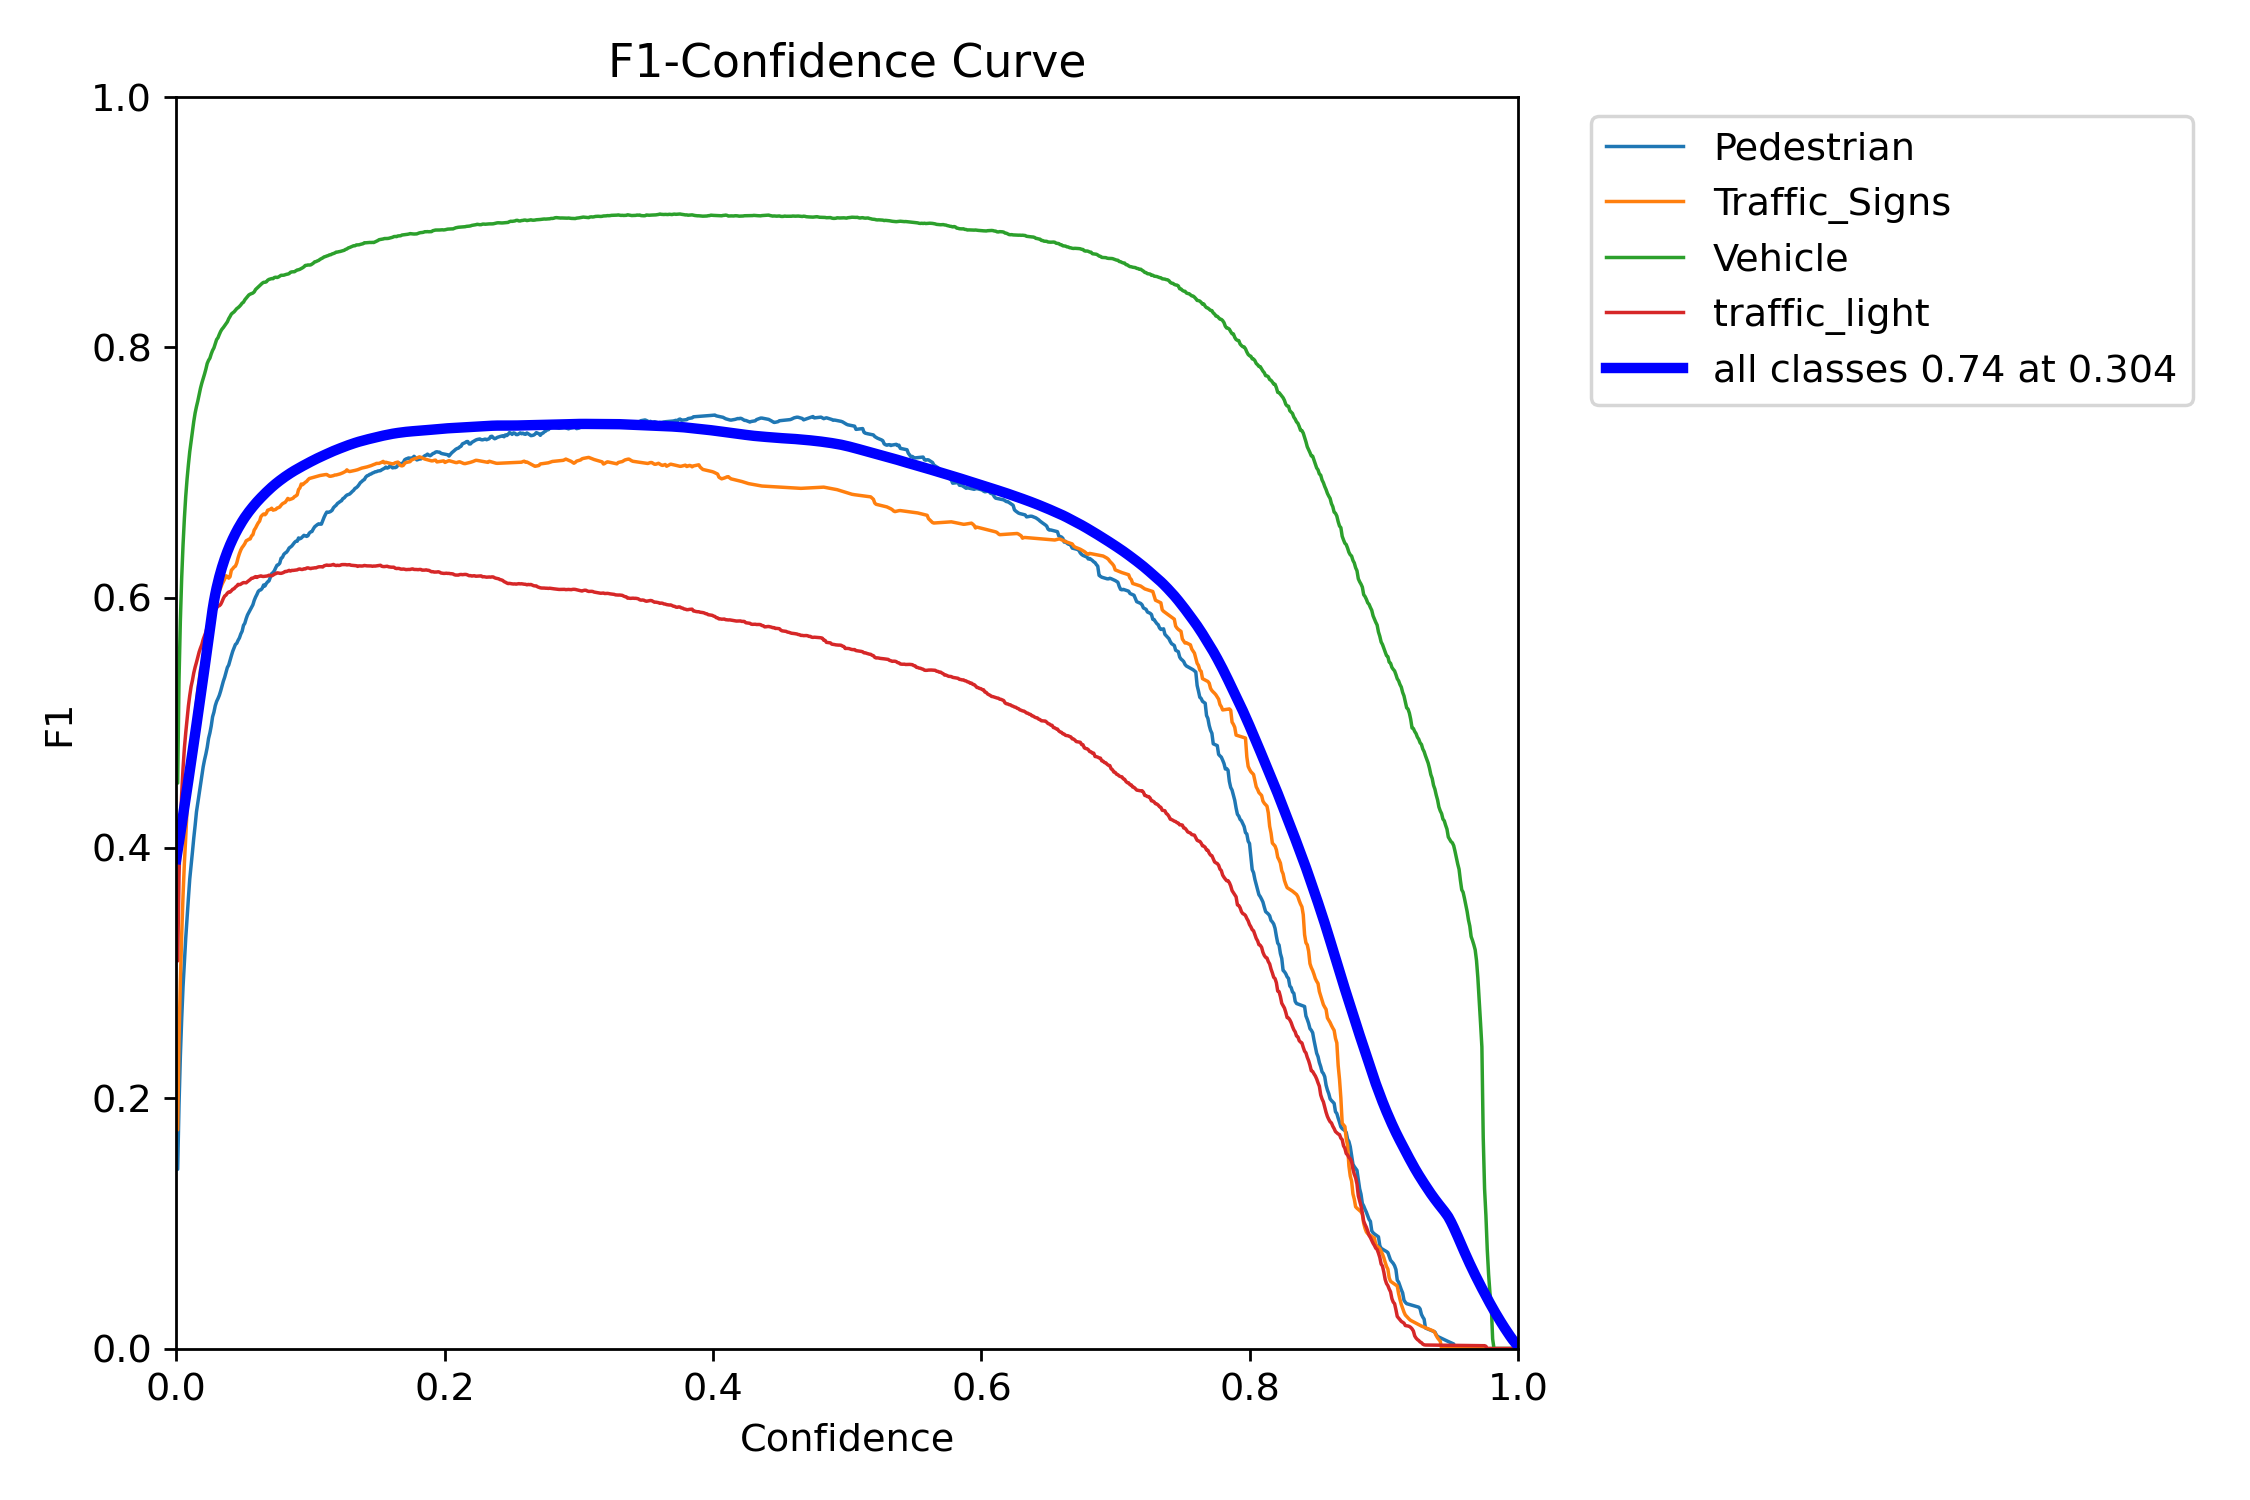 F1-Confidence Curve
1.0
0.8
0.6
0.4
0.2
0.0
F1
0.0 0.2 0.4 0.6 0.8 1.0
Confidence
Pedestrian
Traffic_Signs
Vehicle
traffic_light
all classes 0.74 at 0.304